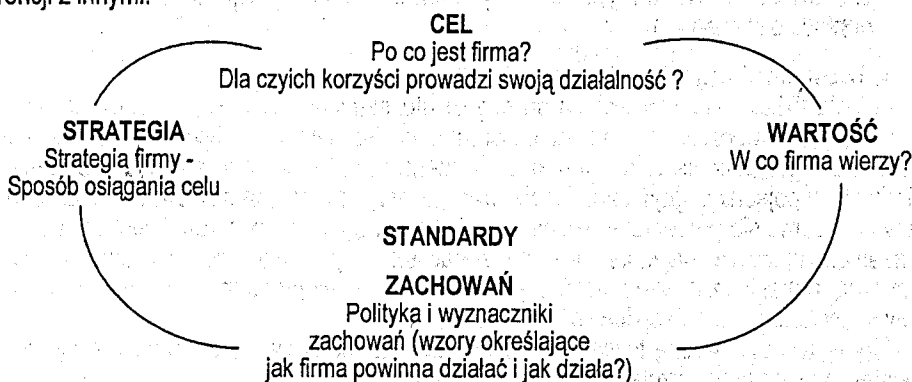 z innymi.
CEL
Po co jest firma?
Dla czyich korzyści prowadzi swoją działalność ?
STRATEGIA
Strategia firmy -
Sposób osiągania celu
WARTOŚĆ
W co firma wierzy?
STANDARDY
ZACHOWAŃ
Polityka i wyznaczniki
zachowań (wzory określające
jak firma powinna działać i jak działa?)